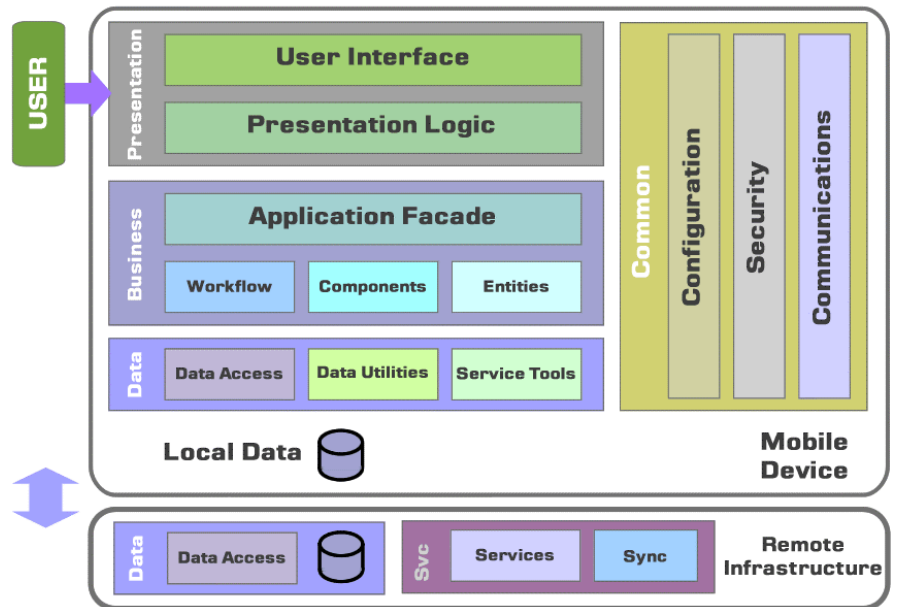 USER
Presentation
User Interface
Presentation Logic
Business
Application Facade
Workflow
Components
Entities
Data
Data Access
Data Utilities
Service Tools
Common
Configuration
Security
Communications
Local Data
Mobile
Device
Data
Data Access
Svc
Services
Sync
Remote
Infrastructure